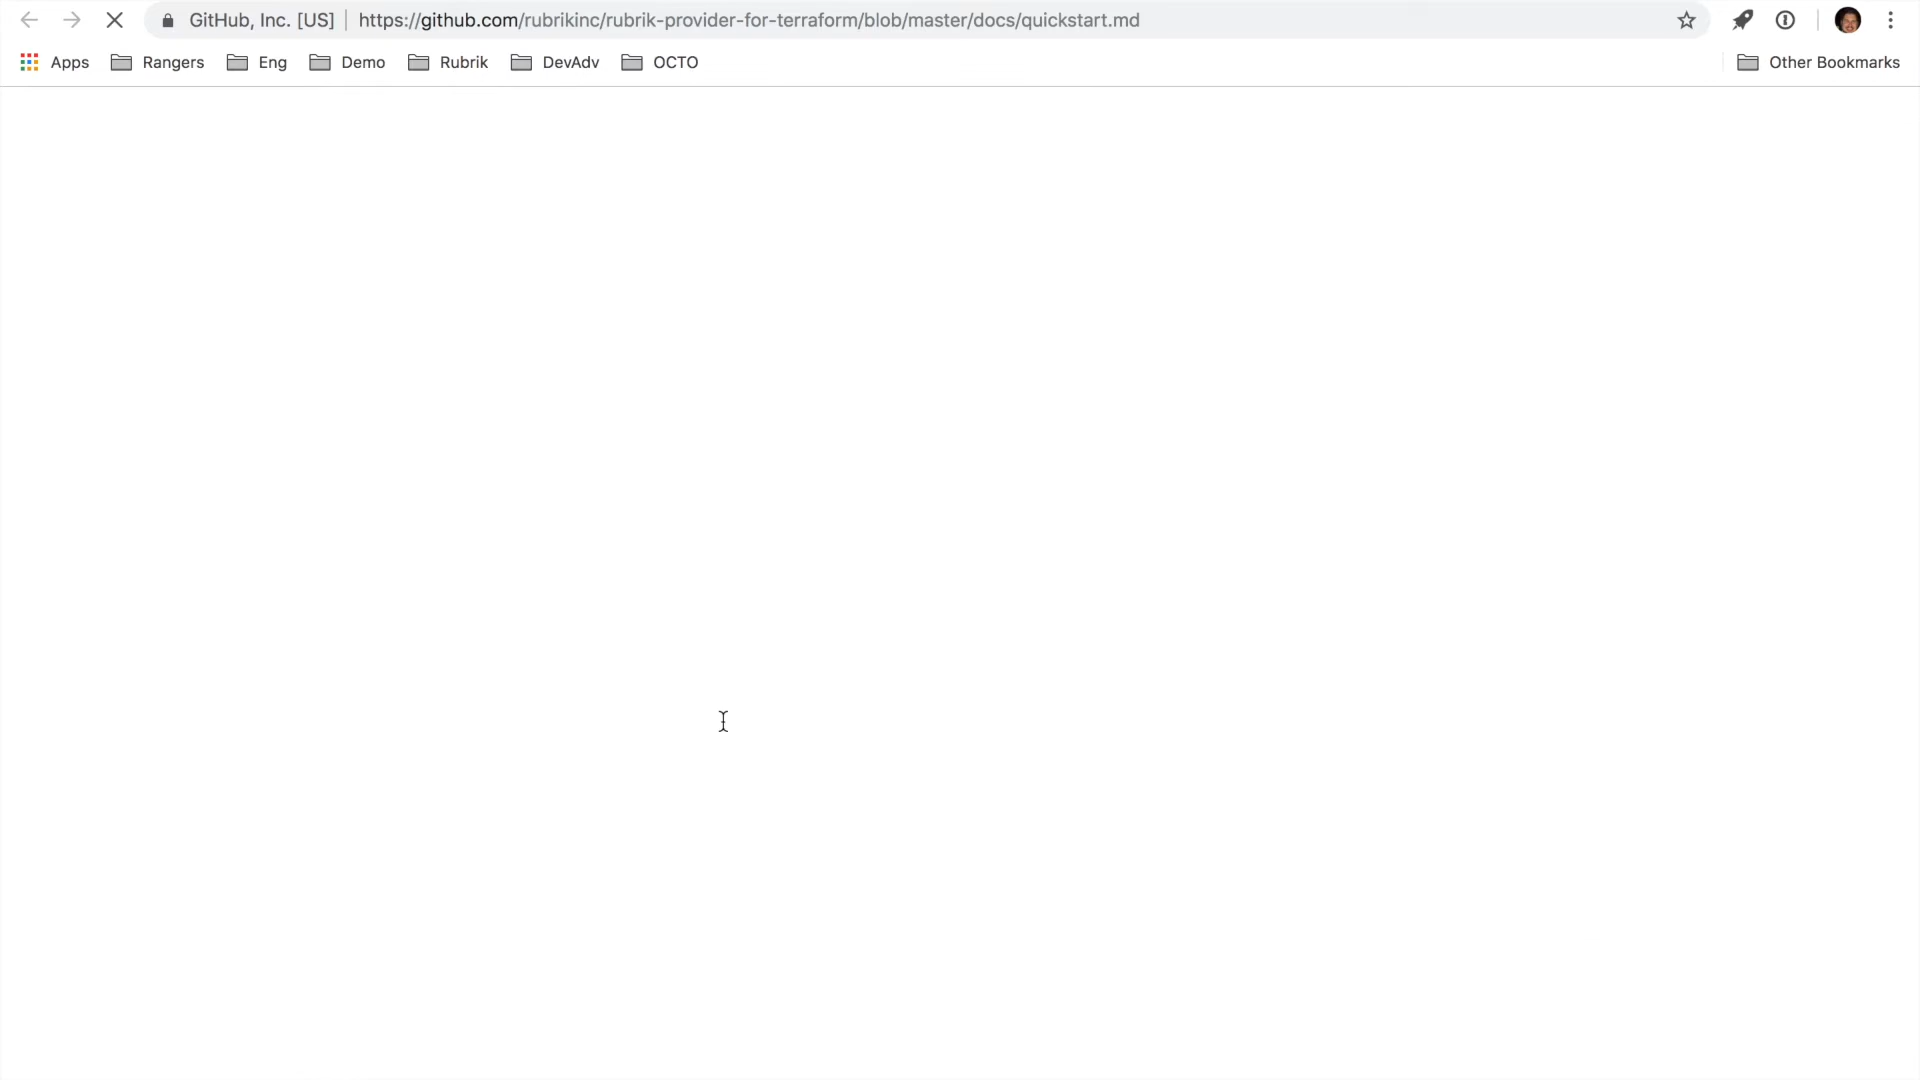 GitHub, Inc. [US] | https://github.com/rubrikinc/rubrik-provider-for-terraform/blob/master/docs/quickstart.md
Apps Rangers Eng Demo Rubrik DevAdv OCTO Other Bookmarks